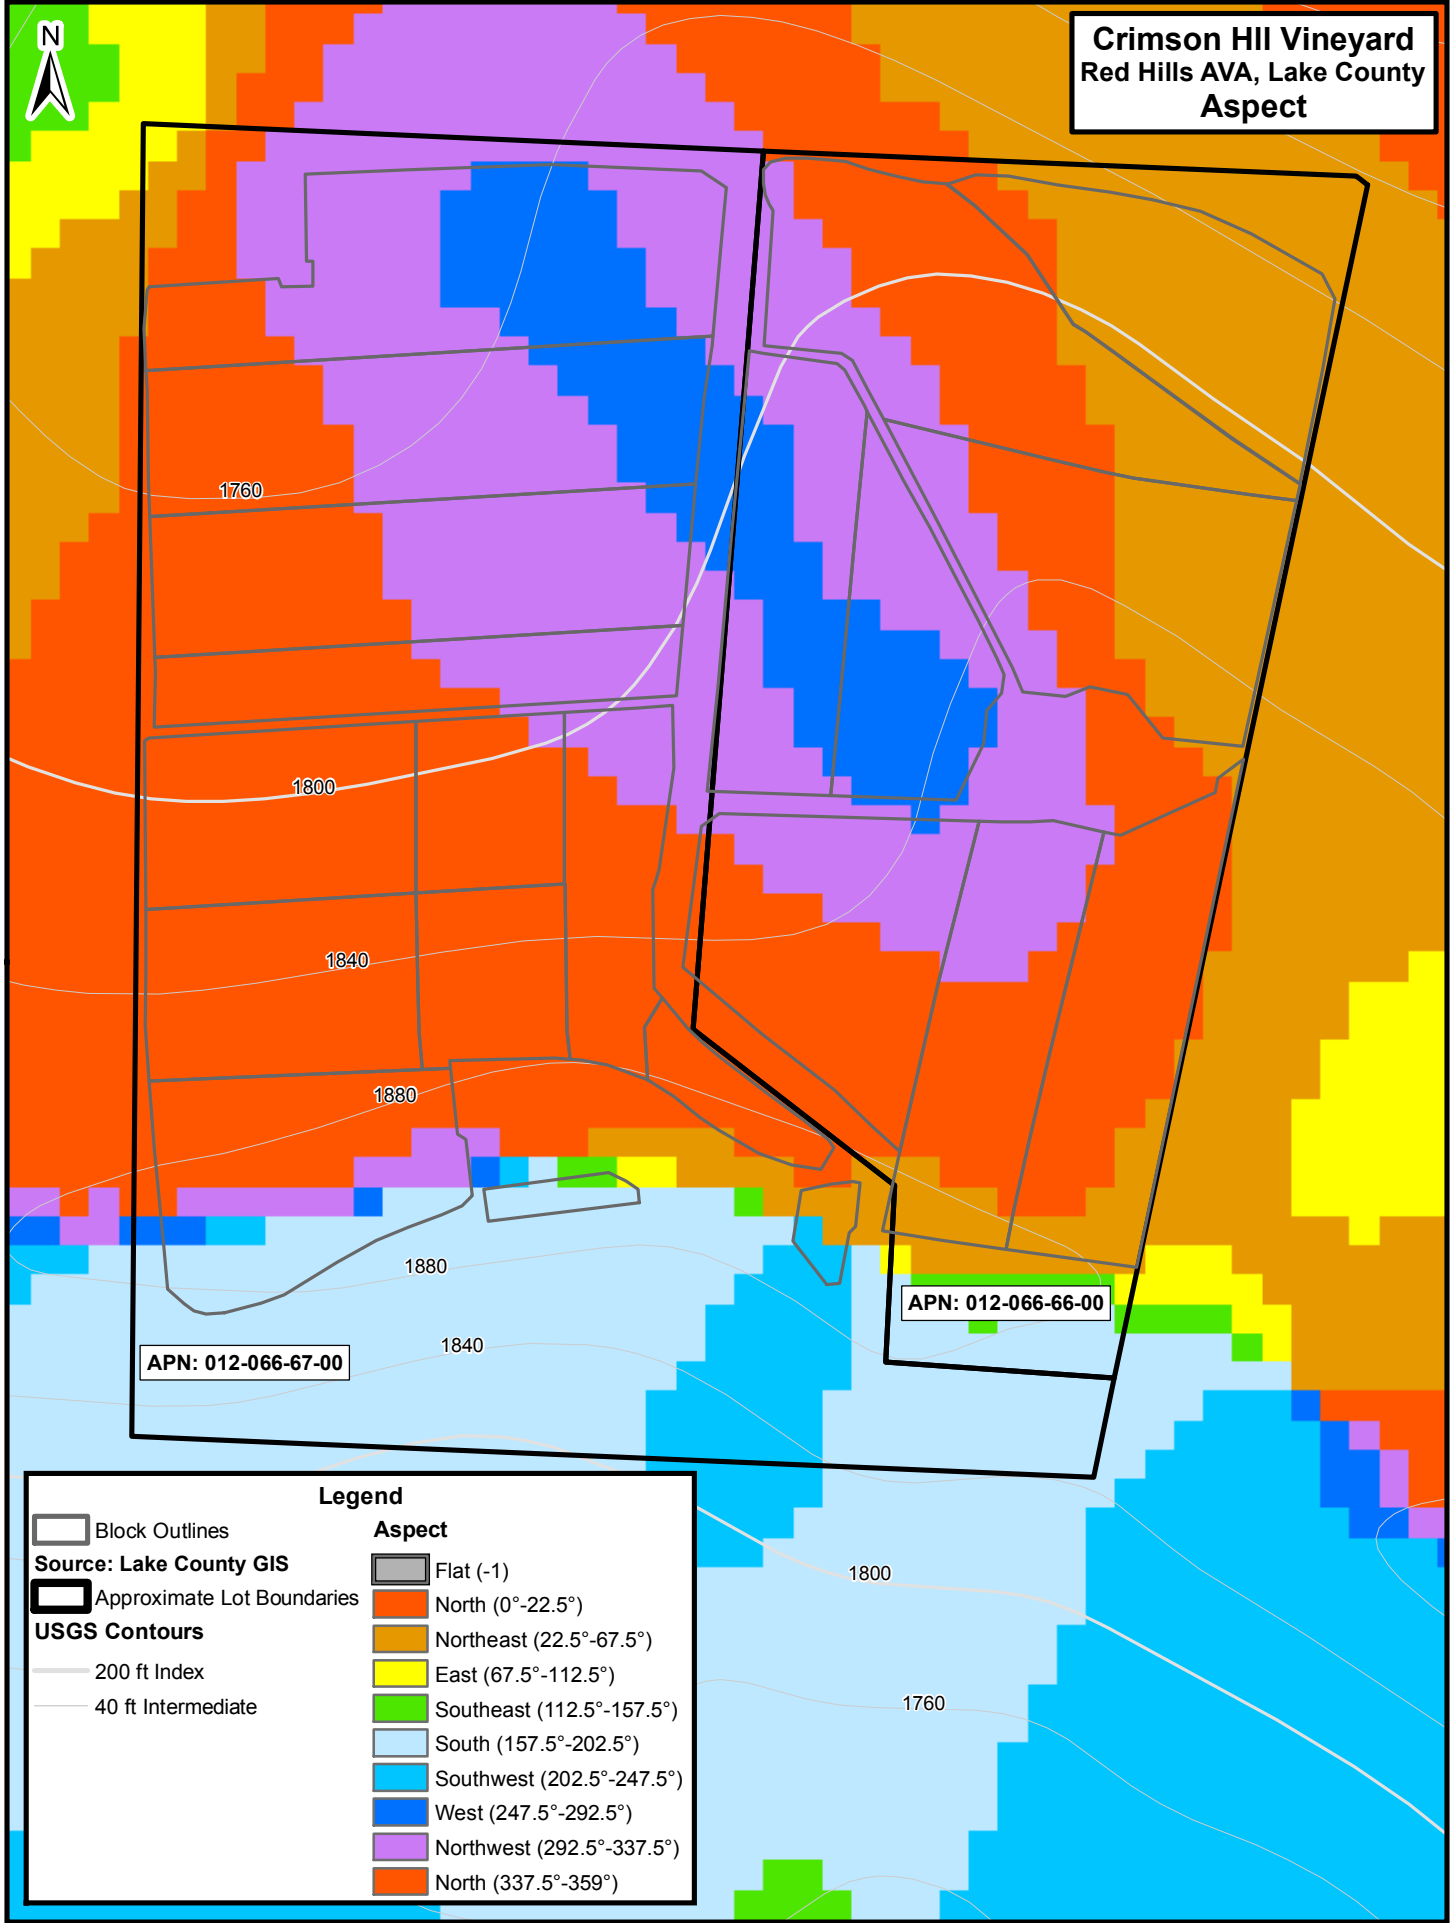 N
Crimson HIl Vineyard
Red Hills AVA, Lake County
Aspect
1760
1800
1840
1880
1880
APN: 012-066-66-00
1840
APN: 012-066-67-00
Legend
Block Outlines
Source: Lake County GIS
Approximate Lot Boundaries
USGS Contours
200 ft Index
40 ft Intermediate
Aspect
Flat (-1)
North (0°-22.5°)
Northeast (22.5°-67.5°)
East (67.5°-112.5°)
Southeast (112.5°-157.5°)
South (157.5°-202.5°)
Southwest (202.5°-247.5°)
West (247.5°-292.5°)
Northwest (292.5°-337.5°)
North (337.5°-359°)
1800
1760